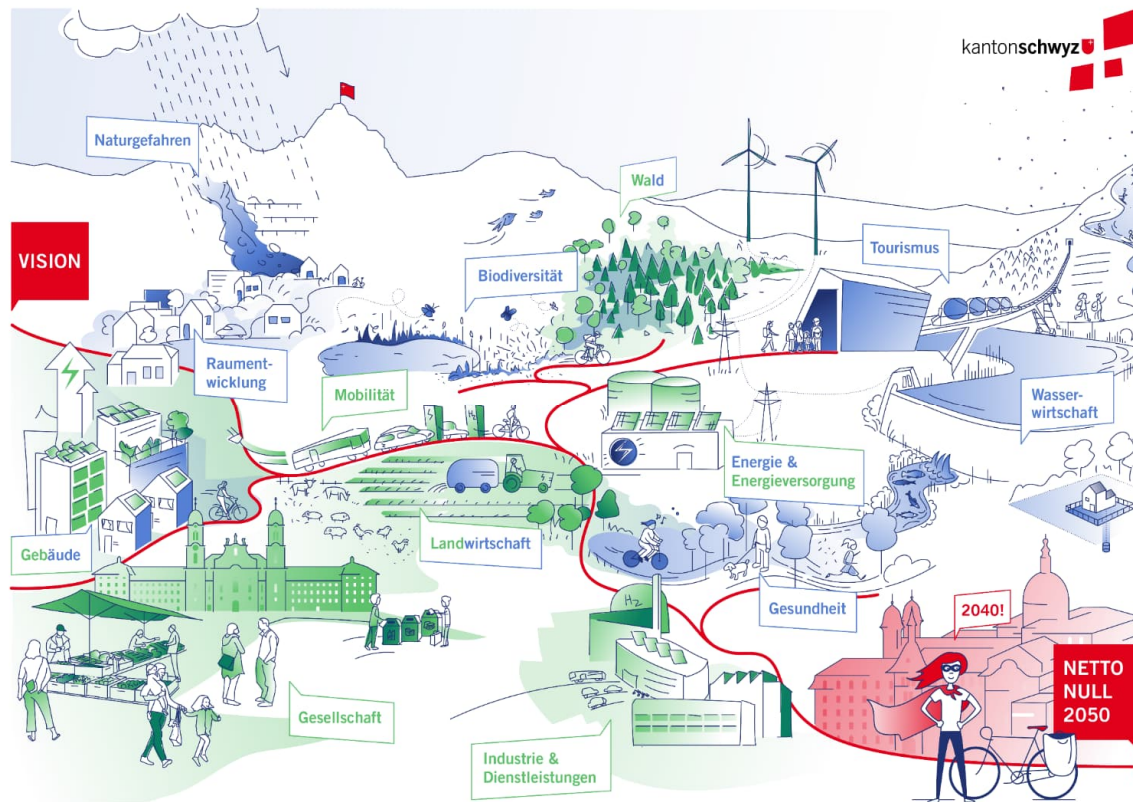 kantonschwyz
Naturgefahren
Wald
VISION
Tourismus
Biodiversität
Raument-
wicklung
Mobilität
Wasser-
wirtschaft
H₂
Energie &
Energieversorgung
Gebäude
Landwirtschaft
H₂
Gesundheit
2040!
NETTO
NULL
2050
Gesellschaft
Industrie &
Dienstleistungen